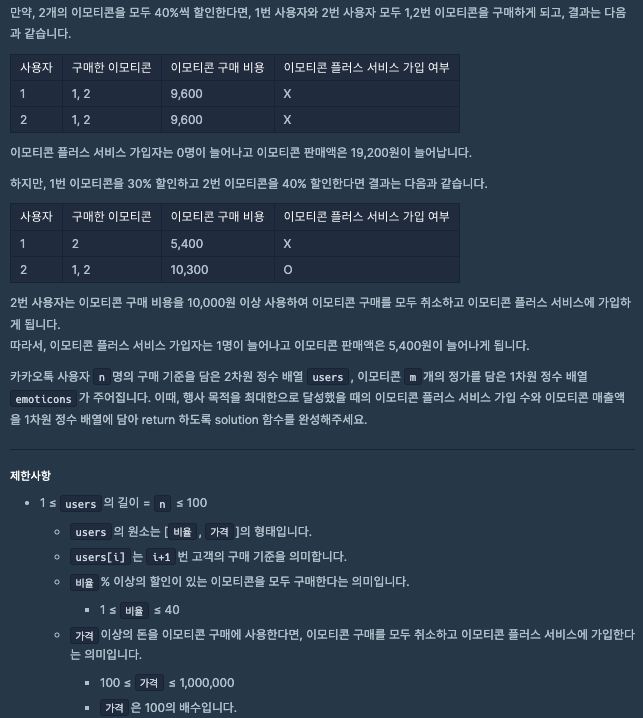 만약, 2개의 이모티콘을 모두 40%씩 할인한다면, 1번 사용자와 2번 사용자 모두 1,2번 이모티콘을 구매하게 되고, 결과는 다음
과 같습니다.
사용자 구매한 이모티콘 이모티콘 구매 비용 이모티콘 플러스 서비스 가입 여부
1 1, 2 9,600 X
2 1, 2 9,600 X
이모티콘 플러스 서비스 가입자는 0명이 늘어나고 이모티콘 판매액은 19,200원이 늘어납니다.
하지만, 1번 이모티콘을 30% 할인하고 2번 이모티콘을 40% 할인한다면 결과는 다음과 같습니다.
사용자 구매한 이모티콘 이모티콘 구매 비용 이모티콘 플러스 서비스 가입 여부
1 2 5,400 X
2 1, 2 10,300 O
2번 사용자는 이모티콘 구매 비용을 10,000원 이상 사용하여 이모티콘 구매를 모두 취소하고 이모티콘 플러스 서비스에 가입하
게 됩니다.
따라서, 이모티콘 플러스 서비스 가입자는 1명이 늘어나고 이모티콘 판매액은 5,400원이 늘어나게 됩니다.
카카오톡 사용자 n 명의 구매 기준을 담은 2차원 정수 배열 users , 이모티콘 m 개의 정가를 담은 1차원 정수 배열
emoticons 가 주어집니다. 이때, 행사 목적을 최대한으로 달성했을 때의 이모티콘 플러스 서비스 가입 수와 이모티콘 매출액
을 1차원 정수 배열에 담아 return 하도록 solution 함수를 완성해주세요.
제한사항
• 1 ≤ users 의 길이 = n ≤ 100
◦ users 의 원소는 [ 비율 , 가격 ]의 형태입니다.
◦ users[i] 는 i+1 번 고객의 구매 기준을 의미합니다.
◦ 비율 % 이상의 할인이 있는 이모티콘을 모두 구매한다는 의미입니다.
▪ 1 ≤ 비율 ≤ 40
◦ 가격 이상의 돈을 이모티콘 구매에 사용한다면, 이모티콘 구매를 모두 취소하고 이모티콘 플러스 서비스에 가입한다
는 의미입니다.
▪ 100 ≤ 가격 ≤ 1,000,000
▪ 가격 은 100의 배수입니다.